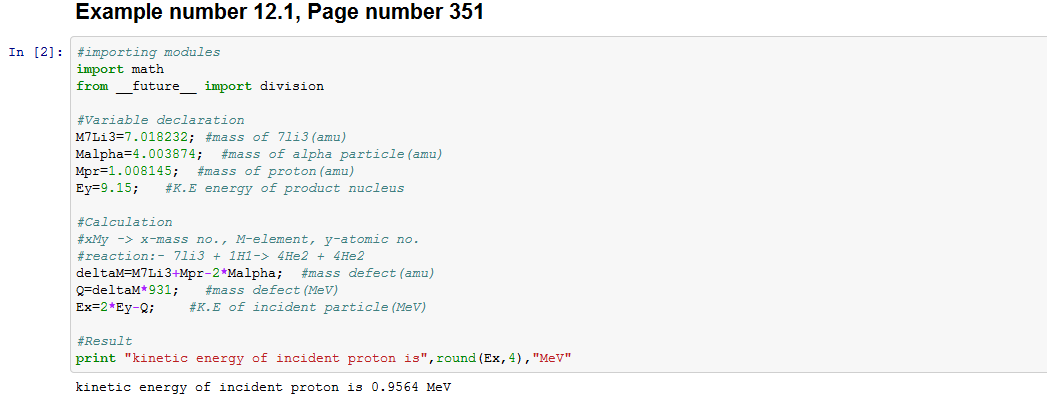 Example number 12.1, Page number 351
In [2]: #importing modules
import math
from __future__ import division
#Variable declaration
M7Li3=7.018232; #mass of 7li3(amu)
Malpha=4.003874; #mass of alpha particle(amu)
Mpr=1.008145; #mass of proton(amu)
Ey=9.15; #K.E energy of product nucleus
#Calculation
#xMy -> x-mass no., M-element, y-atomic no.
#reaction:- 7li3 + 1H1-> 4He2 + 4He2
deltaM=M7Li3+Mpr-2*Malpha; #mass defect(amu)
Q=deltaM*931; #mass defect(MeV)
Ex=2*Ey-Q; #K.E of incident particle(MeV)
#Result
print "kinetic energy of incident proton is",round(Ex,4),"MeV"
kinetic energy of incident proton is 0.9564 MeV